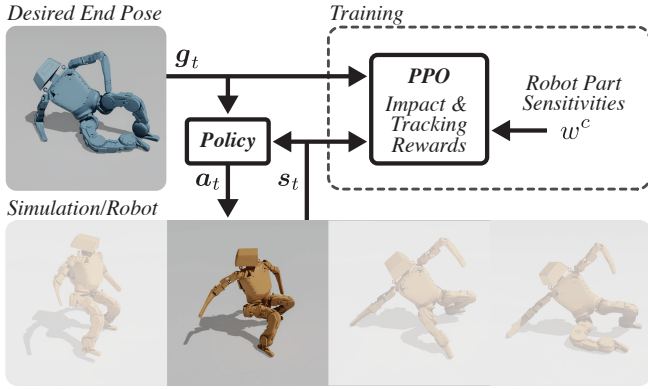 Desired End Pose
Training
g_t
PPO
Impact &
Tracking
Rewards
Robot Part
Sensitivities
w^c
Policy
a_t
s_t
Simulation/Robot